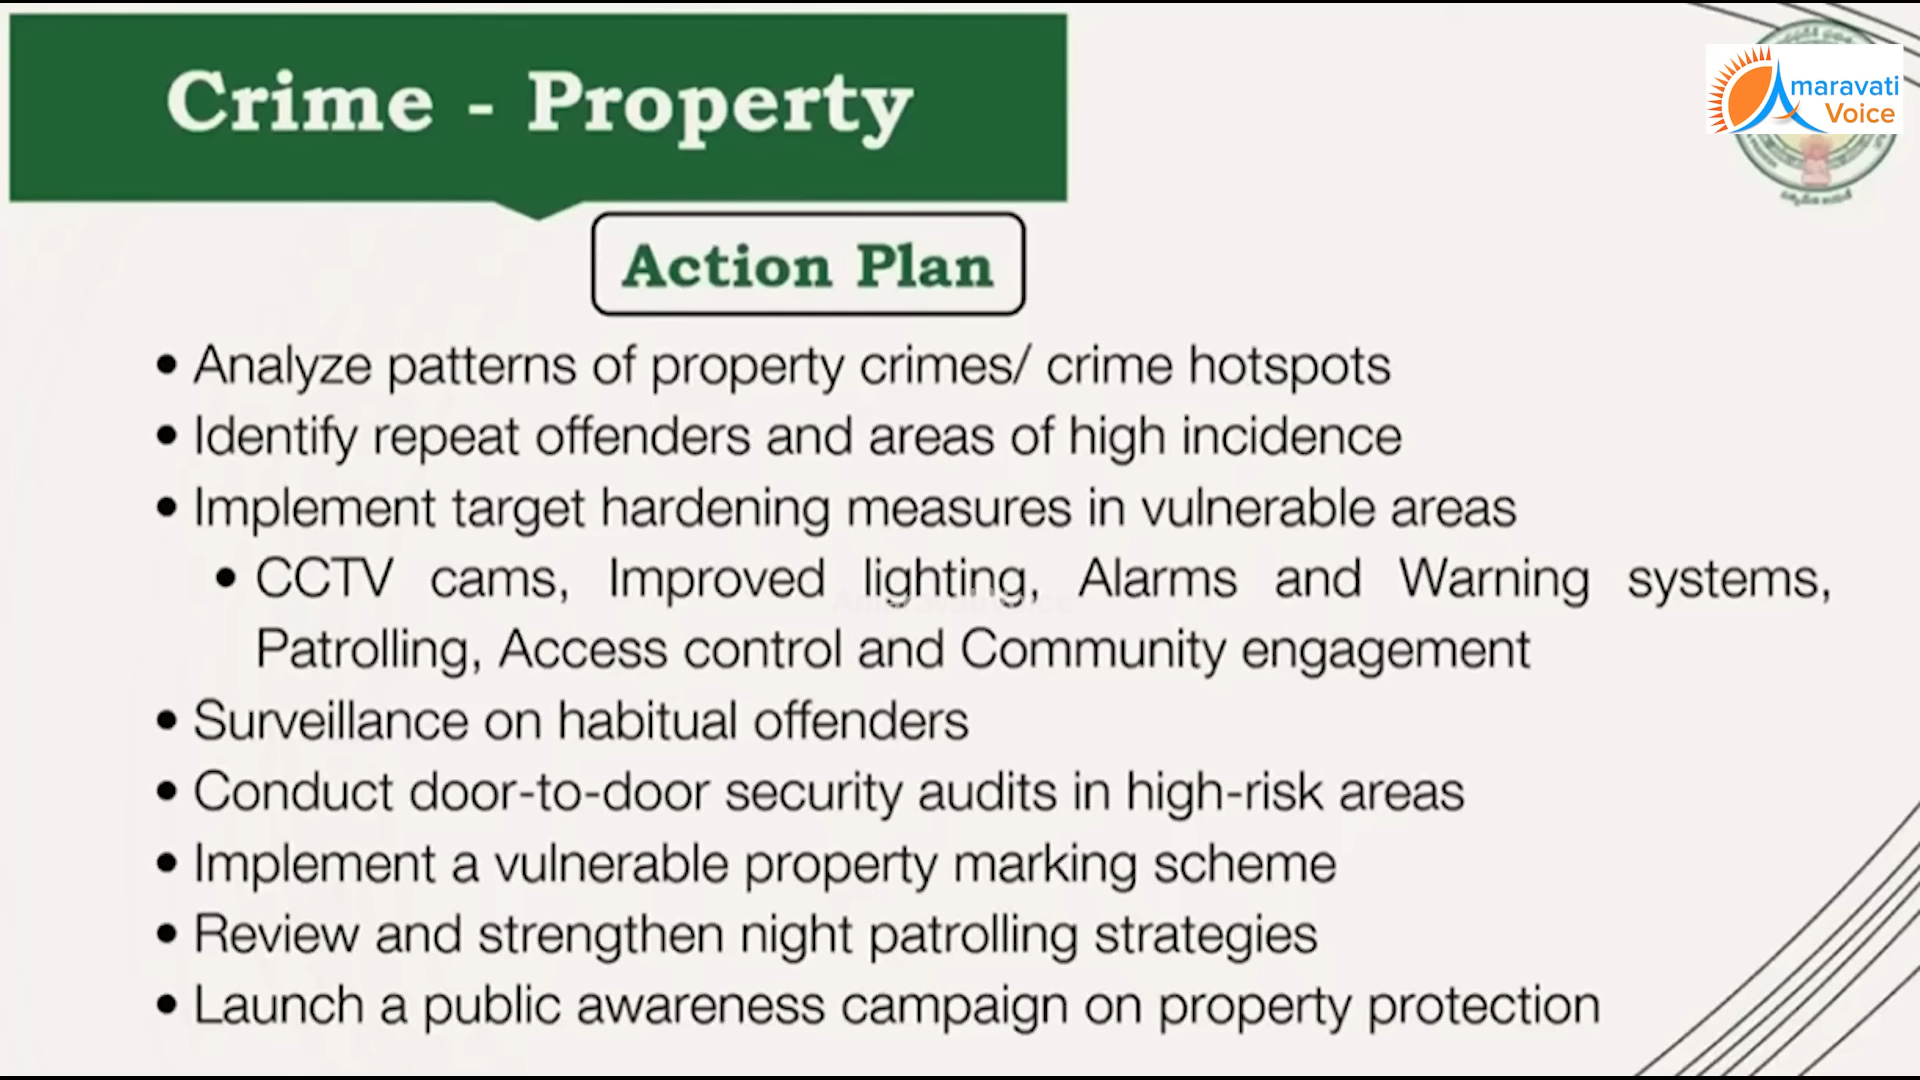 Crime - Property
Amaravati
Voice
Action Plan
• Analyze patterns of property crimes/ crime hotspots
• Identify repeat offenders and areas of high incidence
• Implement target hardening measures in vulnerable areas
• CCTV cams, Improved lighting, Alarms and Warning systems,
Patrolling, Access control and Community engagement
• Surveillance on habitual offenders
• Conduct door-to-door security audits in high-risk areas
• Implement a vulnerable property marking scheme
• Review and strengthen night patrolling strategies
• Launch a public awareness campaign on property protection